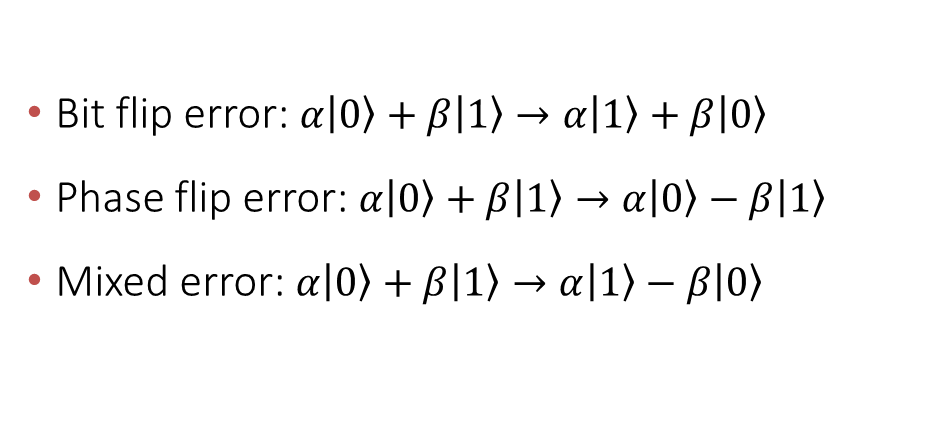 • Bit flip error: 𝛼|0⟩ + 𝛽|1⟩ → 𝛼|1⟩ + 𝛽|0⟩
• Phase flip error: 𝛼|0⟩ + 𝛽|1⟩ → 𝛼|0⟩ − 𝛽|1⟩
• Mixed error: 𝛼|0⟩ + 𝛽|1⟩ → 𝛼|1⟩ − 𝛽|0⟩